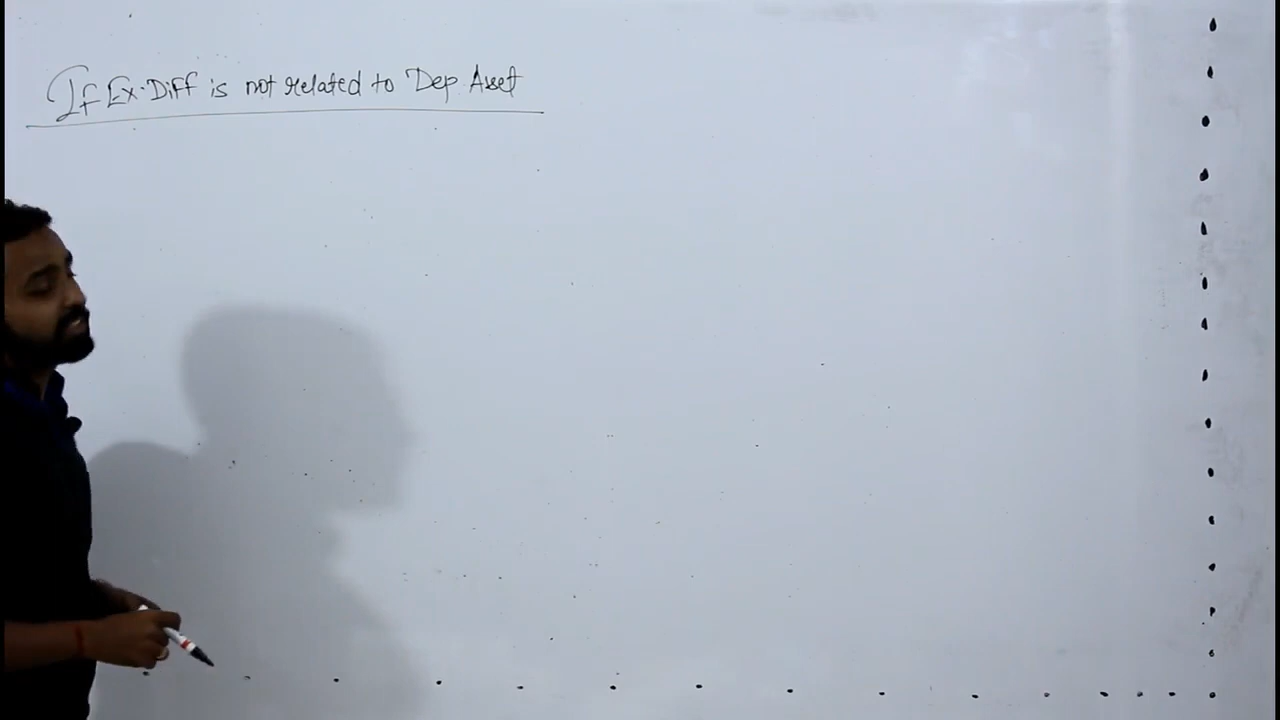 If Ex. Diff is not related to Dep Asset